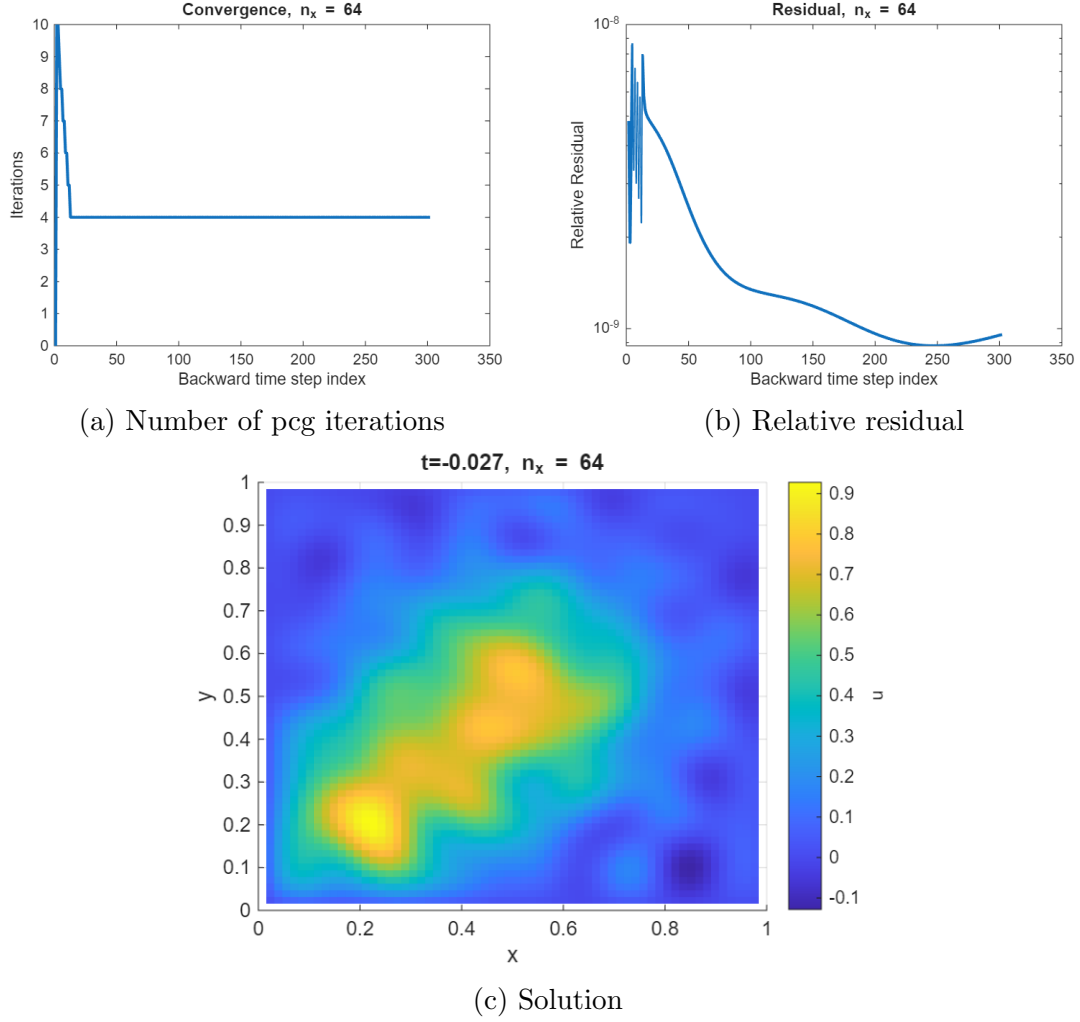 Convergence, n_x = 64
10
9
8
7
6
5
4
3
2
1
0
Iterations
0 50 100 150 200 250 300 350
Backward time step index
(a) Number of pcg iterations
Residual, n_x = 64
10^-8
10^-9
Relative Residual
0 50 100 150 200 250 300 350
Backward time step index
(b) Relative residual
t=-0.027, n_x = 64
1
0.9
0.8
0.7
0.6
0.5
0.4
0.3
0.2
0.1
0
y
0 0.2 0.4 0.6 0.8 1
x
0.9
0.8
0.7
0.6
0.5
0.4
0.3
0.2
0.1
0
-0.1
u
(c) Solution